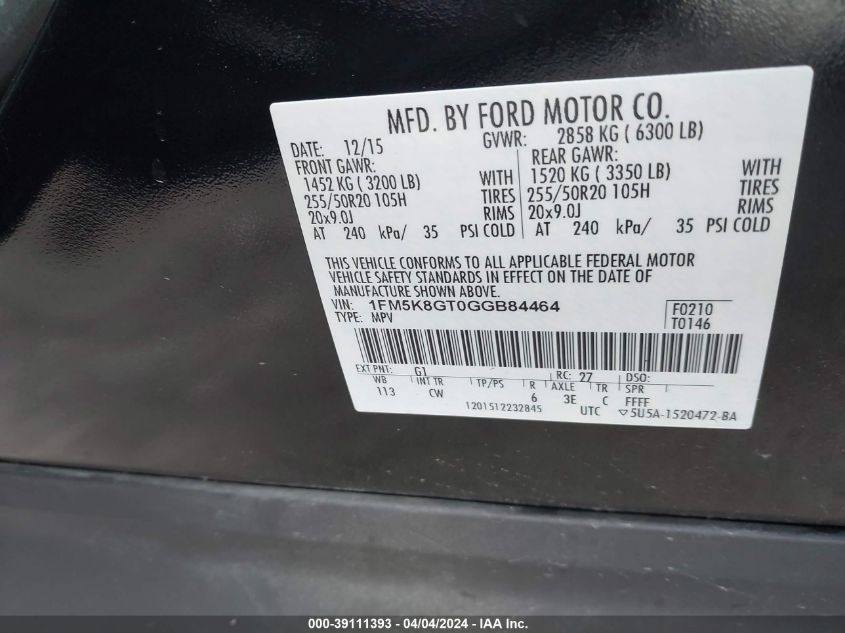 MFD. BY FORD MOTOR CO.
DATE: 12/15 GVWR: 2858 KG ( 6300 LB)
FRONT GAWR: REAR GAWR:
1452 KG ( 3200 LB) WITH 1520 KG ( 3350 LB) WITH
255/50R20 105H TIRES 255/50R20 105H TIRES
20x9.0J RIMS 20x9.0J RIMS
AT 240 kPa/ 35 PSI COLD AT 240 kPa/ 35 PSI COLD
THIS VEHICLE CONFORMS TO ALL APPLICABLE FEDERAL MOTOR
VEHICLE SAFETY STANDARDS IN EFFECT ON THE DATE OF
MANUFACTURE SHOWN ABOVE.
VIN: 1FM5K8GT0GGB84464 F0210
TYPE: MPV T0146
EXT PNT: G1 RC: 27 DSO:
WB INT TR TP/PS R AXLE TR SPR
113 CW 6 3E C FFFF
1201512232845 UTC ▽5U5A-1520472-BA
000-39111393 - 04/04/2024 - IAA Inc.